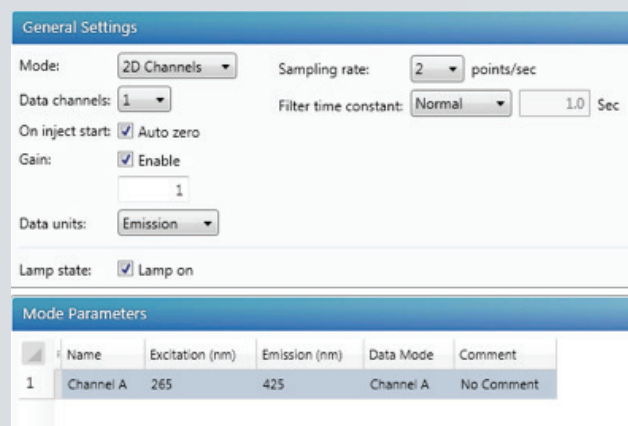 General Settings
Mode: 2D Channels Sampling rate: 2 points/sec
Data channels: 1 Filter time constant: Normal 1.0 Sec
On inject start: Auto zero
Gain: Enable
1
Data units: Emission
Lamp state: Lamp on
Mode Parameters
Name Excitation (nm) Emission (nm) Data Mode Comment
1 Channel A 265 425 Channel A No Comment